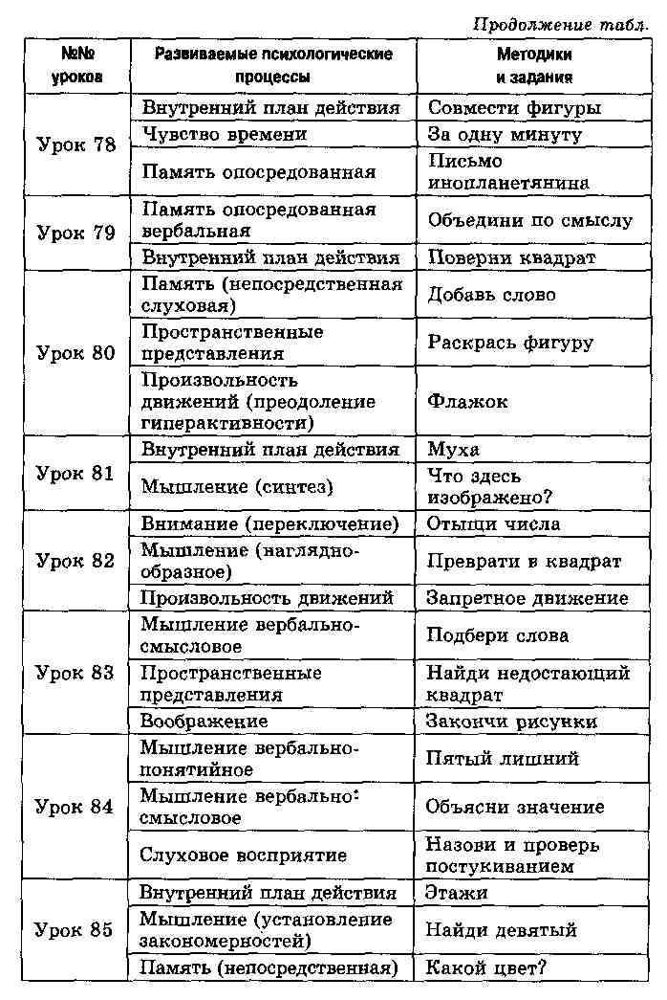 Продолжение табл.
№№ уроков
Развиваемые психологические процессы
Методики и задания
Урок 78
Внутренний план действия
Совмести фигуры
Чувство времени
За одну минуту
Память опосредованная
Письмо
инопланетянина
Урок 79
Память опосредованная
вербальная
Объедини по смыслу
Внутренний план действия
Поверни квадрат
Урок 80
Память (непосредственная
слуховая)
Добавь слово
Пространственные
представления
Раскрась фигуру
Произвольность
движений (преодоление
гиперактивности)
Флажок
Урок 81
Внутренний план действия
Муха
Мышление (синтез)
Что здесь
изображено?
Урок 82
Внимание (переключение)
Отыщи числа
Мышление (наглядно-
образное)
Преврати в квадрат
Произвольность движений
Запретное движение
Урок 83
Мышление вербально-
смысловое
Подбери слова
Пространственные
представления
Найди недостающий
квадрат
Воображение
Закончи рисунки
Урок 84
Мышление вербально-
понятийное
Пятый лишний
Мышление вербально-
смысловое
Объясни значение
Слуховое восприятие
Назови и проверь
постукиванием
Урок 85
Внутренний план действия
Этажи
Мышление (установление
закономерностей)
Найди девятый
Память (непосредственная)
Какой цвет?